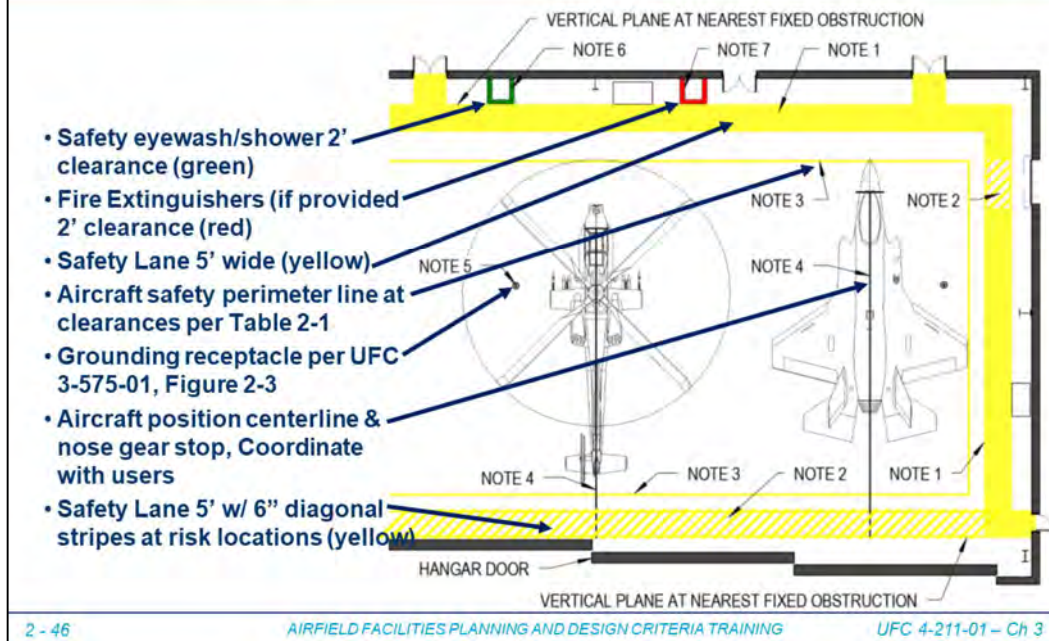 VERTICAL PLANE AT NEAREST FIXED OBSTRUCTION
NOTE 6
NOTE 7
NOTE 1
• Safety eyewash/shower 2’
clearance (green)
• Fire Extinguishers (if provided
2’ clearance (red)
• Safety Lane 5’ wide (yellow)
• Aircraft safety perimeter line at
clearances per Table 2-1
• Grounding receptacle per UFC
3-575-01, Figure 2-3
• Aircraft position centerline &
nose gear stop, Coordinate
with users
• Safety Lane 5’ w/ 6” diagonal
stripes at risk locations (yellow)
NOTE 3
NOTE 2
NOTE 5
NOTE 4
NOTE 4
NOTE 3
NOTE 2
NOTE 1
HANGAR DOOR
VERTICAL PLANE AT NEAREST FIXED OBSTRUCTION
2 - 46
AIRFIELD FACILITIES PLANNING AND DESIGN CRITERIA TRAINING
UFC 4-211-01 – Ch 3